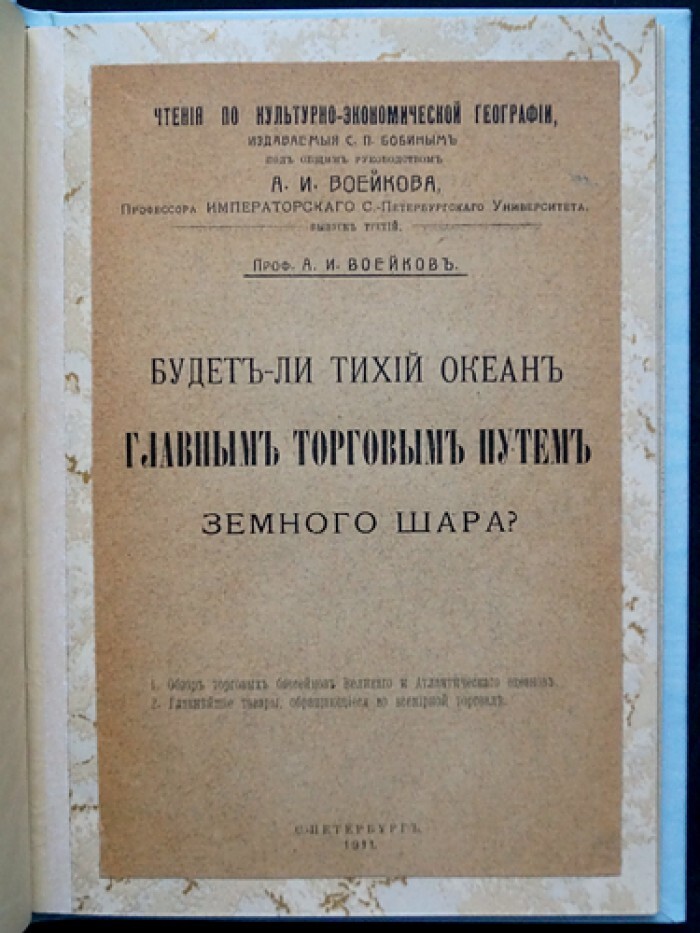 ЧТЕНІЯ ПО КУЛЬТУРНО-ЭКОНОМИЧЕСКОЙ ГЕОГРАФІИ,
ИЗДАВАЕМЫЯ С. П. БОБИНЫМЪ
ПОДЪ ОБЩИМЪ РУКОВОДСТВОМЪ
А. И. ВОЕЙКОВА,
ПРОФЕССОРА ИМПЕРАТОРСКАГО С.-ПЕТЕРБУРГСКАГО УНИВЕРСИТЕТА.
ВЫПУСКЪ ТРЕТІЙ.
ПРОФ. А. И. ВОЕЙКОВЪ.
БУДЕТЪ-ЛИ ТИХІЙ ОКЕАНЪ
ГЛАВНЫМЪ ТОРГОВЫМЪ ПУТЕМЪ
ЗЕМНОГО ШАРА?
1. Обзоръ торговыхъ бассейновъ Великаго и Атлантическаго океановъ.
2. Главнѣйшіе товары, обращающіеся во всемірной торговлѣ.
С.-ПЕТЕРБУРГЪ.
1911.